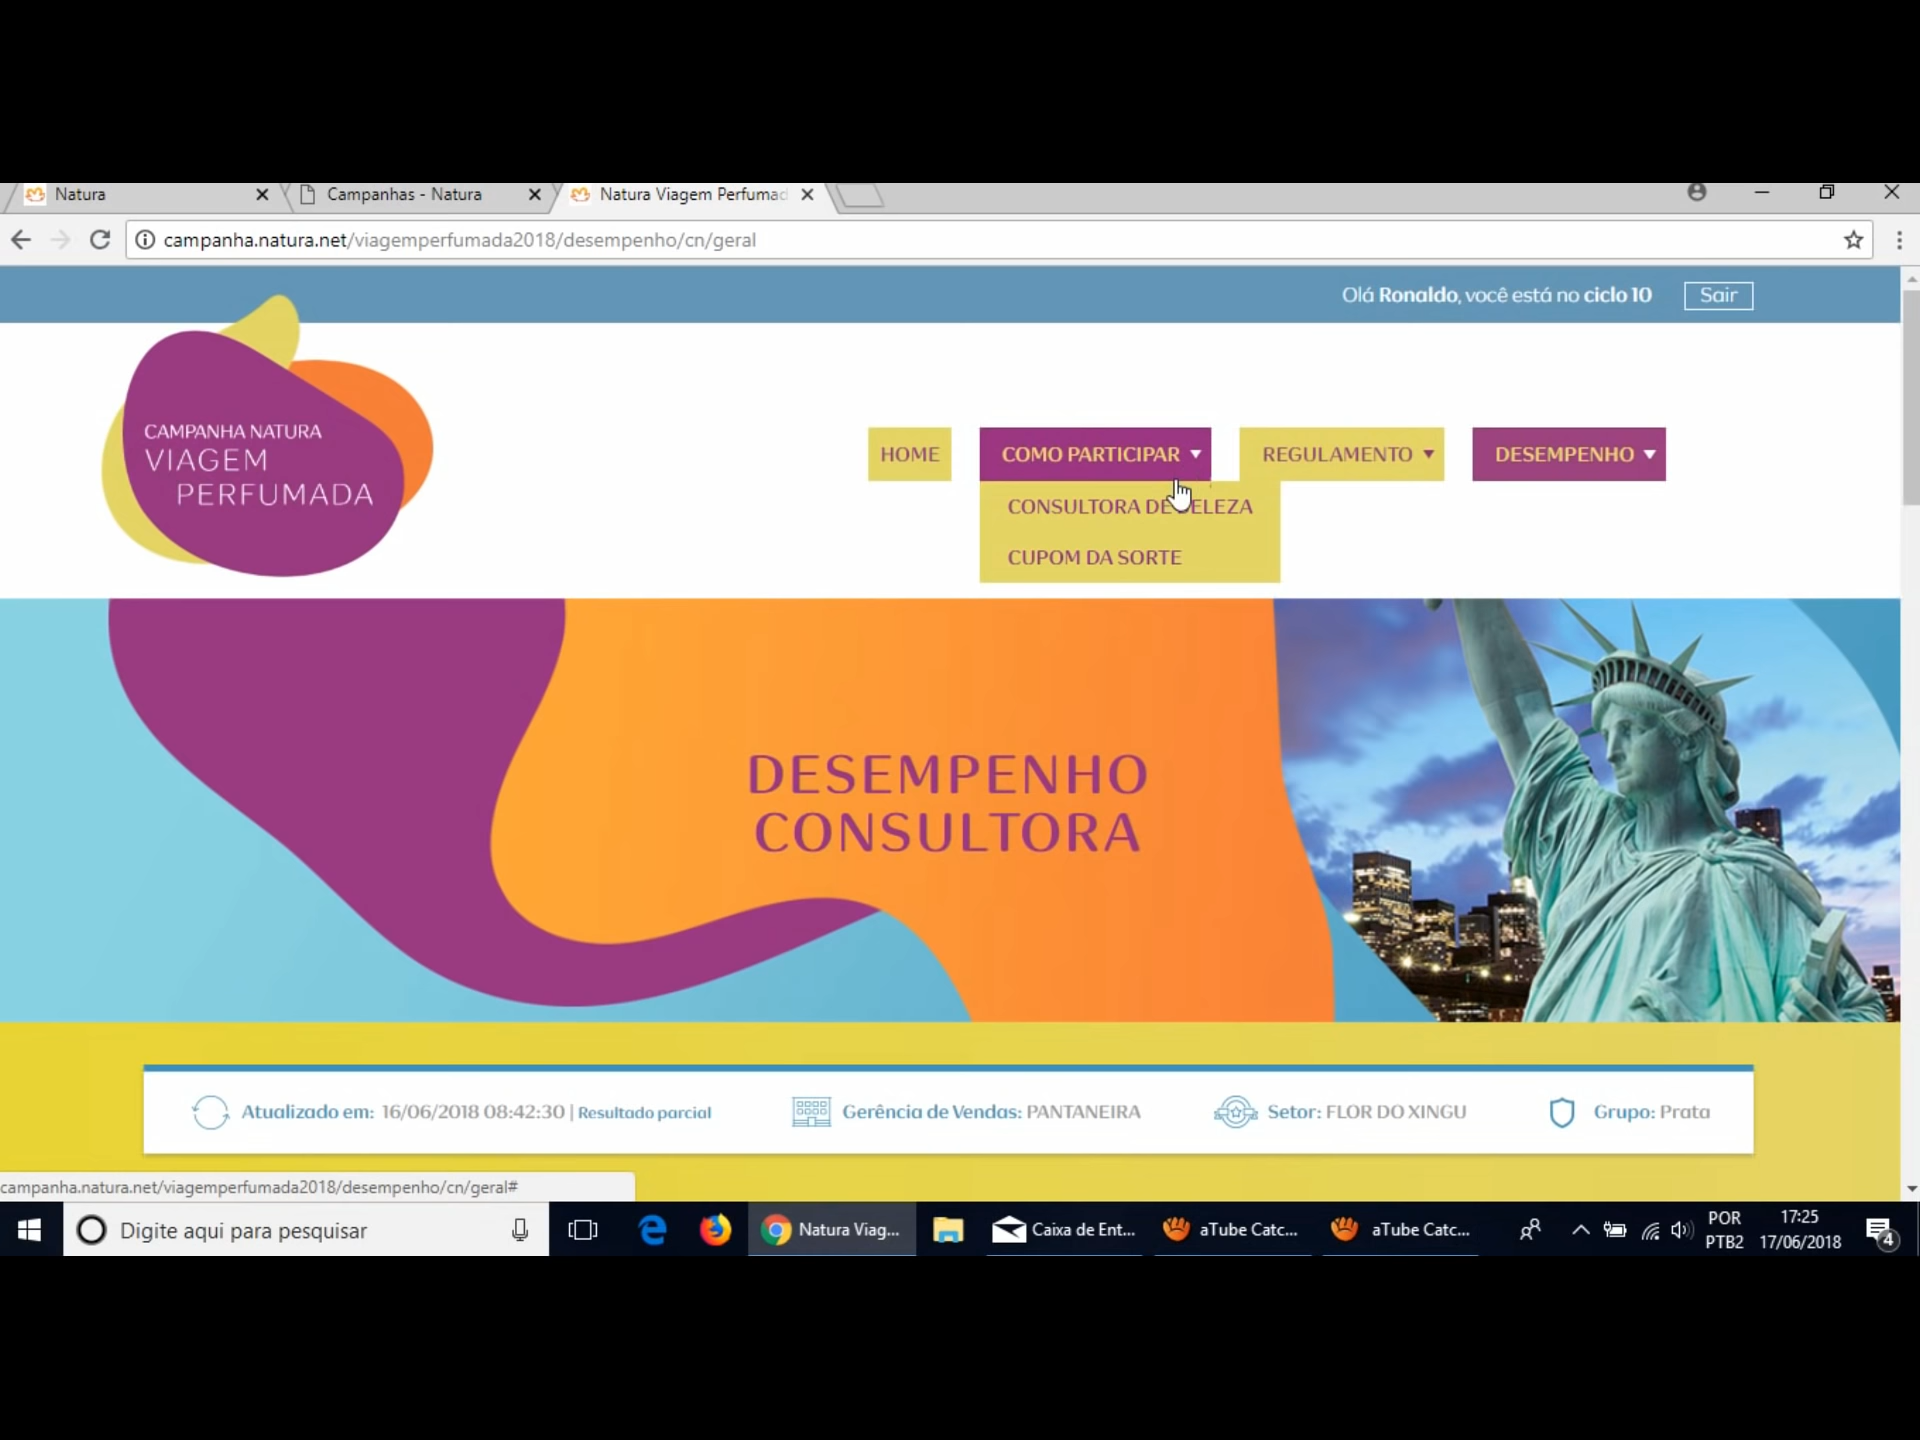 Natura
Campanhas - Natura
Natura Viagem Perfumad
campanha.natura.net/viagemperfumada2018/desempenho/cn/geral
Olá Ronaldo, você está no ciclo 10
Sair
CAMPANHA NATURA
VIAGEM
PERFUMADA
HOME
COMO PARTICIPAR
REGULAMENTO
DESEMPENHO
CONSULTORA DE BELEZA
CUPOM DA SORTE
DESEMPENHO
CONSULTORA
Atualizado em: 16/06/2018 08:42:30 | Resultado parcial
Gerência de Vendas: PANTANEIRA
Setor: FLOR DO XINGU
Grupo: Prata
campanha.natura.net/viagemperfumada2018/desempenho/cn/geral#
Digite aqui para pesquisar
Natura Viag...
Caixa de Ent...
aTube Catc...
aTube Catc...
POR
PTB2
17:25
17/06/2018
4